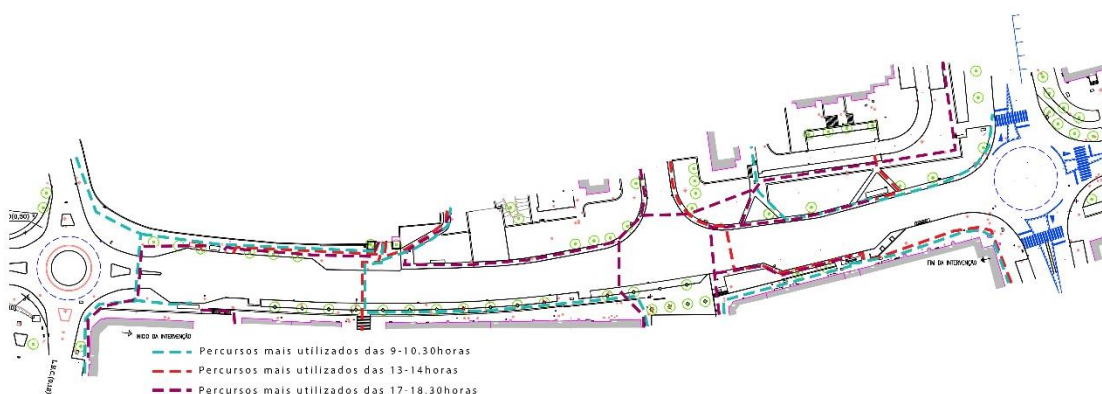 FIM DA INTERVENÇÃO
INICIO DA INTERVENÇÃO
Percursos mais utilizados das 9-10.30horas
Percursos mais utilizados das 13-14horas
Percursos mais utilizados das 17-18.30horas